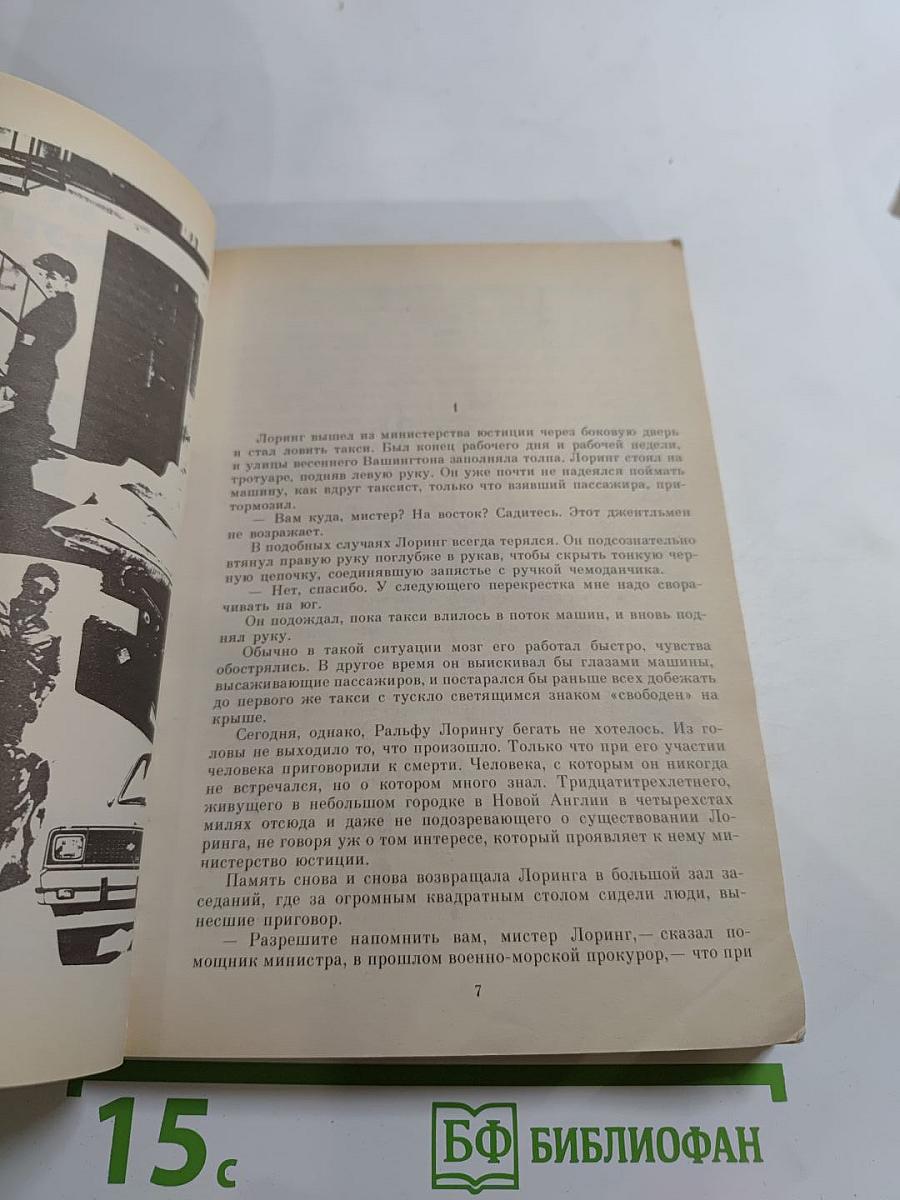 1
Лоринг вышел из министерства юстиции через боковую дверь
и стал ловить такси. Был конец рабочего дня и рабочей недели,
и улицы весеннего Вашингтона заполняла толпа. Лоринг стоял на
тротуаре, подняв левую руку. Он уже почти не надеялся поймать
машину, как вдруг таксист, только что взявший пассажира, при-
тормозил.
— Вам куда, мистер? На восток? Садитесь. Этот джентльмен
не возражает.
В подобных случаях Лоринг всегда терялся. Он подсознательно
втянул правую руку поглубже в рукав, чтобы скрыть тонкую чер-
ную цепочку, соединявшую запястье с ручкой чемоданчика.
— Нет, спасибо. У следующего перекрестка мне надо свора-
чивать на юг.
Он подождал, пока такси влилось в поток машин, и вновь под-
нял руку.
Обычно в такой ситуации мозг его работал быстро, чувства
обострялись. В другое время он выискивал бы глазами машины,
высаживающие пассажиров, и постарался бы раньше всех добежать
до первого же такси с тускло светящимся знаком «свободен» на
крыше.
Сегодня, однако, Ральфу Лорингу бегать не хотелось. Из го-
ловы не выходило то, что произошло. Только что при его участии
человека приговорили к смерти. Человека, с которым он никогда
не встречался, но о котором много знал. Тридцатитрехлетнего,
живущего в небольшом городке в Новой Англии в четырехстах
милях отсюда и даже не подозревающего о существовании Ло-
ринга, не говоря уж о том интересе, который проявляет к нему ми-
нистерство юстиции.
Память снова и снова возвращала Лоринга в большой зал за-
седаний, где за огромным квадратным столом сидели люди, вы-
несшие приговор.
— Разрешите напомнить вам, мистер Лоринг,— сказал по-
мощник министра, в прошлом военно-морской прокурор,— что при
7
15 с
БФ БИБЛИОФАН